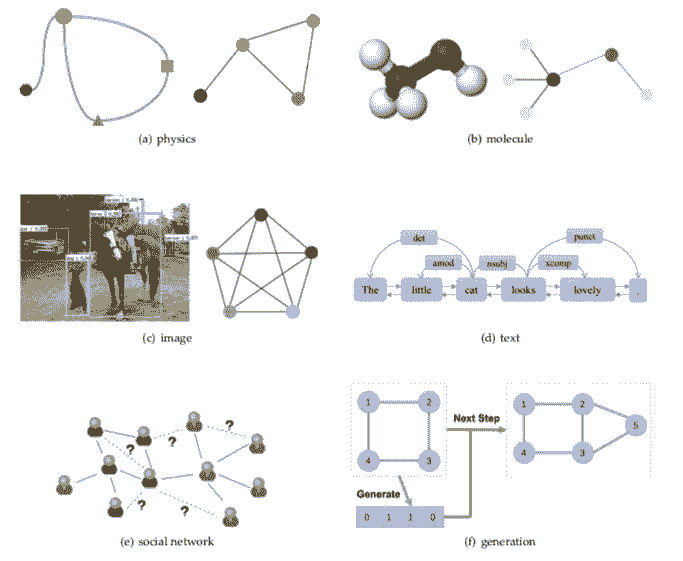 (a) physics
(b) molecule
(c) image
det
punct
amod
nsubj
xcomp
The little cat looks lovely .
(d) text
? ? ? ? ?
(e) social network
1 2
4 3
Next Step
1 2 5
4 3
Generate
0 1 1 0
(f) generation